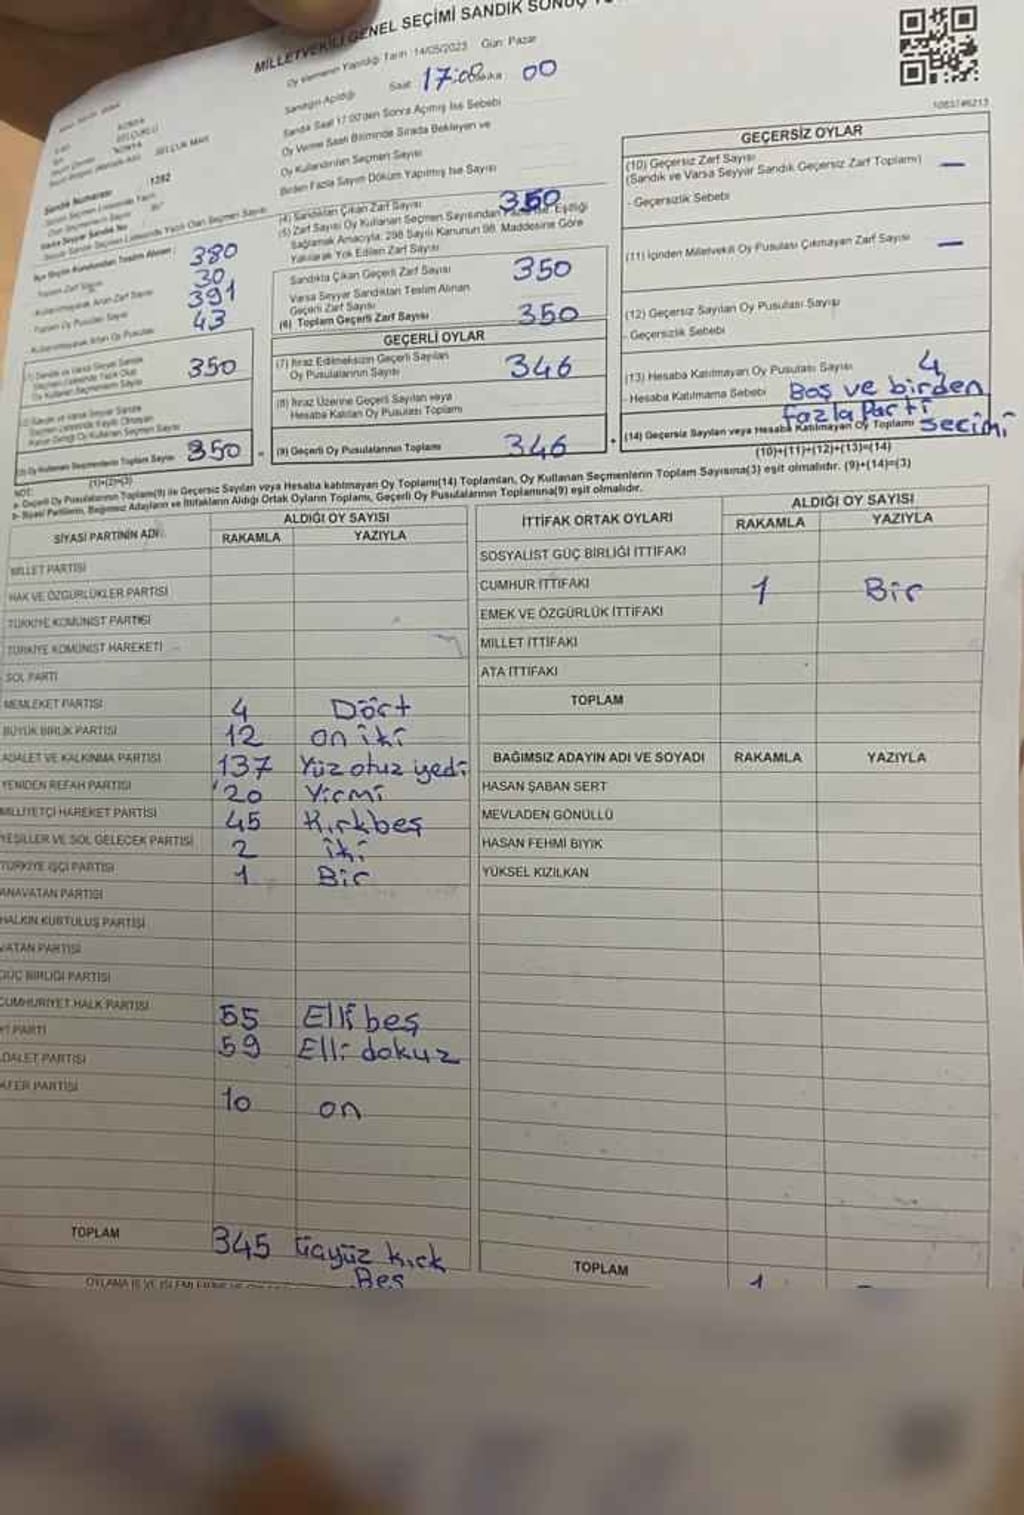 MİLLETVEKİLİ GENEL SEÇİMİ SANDIK SONUÇ
Oy Vermenin Yapıldığı Tarih :14/05/2023 Gün: Pazar
Sandığın Açıldığı Saat 17:00 00
Sandık Saat 17:00'den Sonra Açılmış İse Sebebi
Oy Verme Saati Bitiminde Sırada Bekleyen ve
Oy Kullandırılan Seçmen Sayısı
Birden Fazla Sayım Döküm Yapılmış İse Sayısı
1063746213
KONYA
SELÇUKLU
KONYA
SELÇUK MAH
Sandık Numarası : 1392
380
30
391
43
350
(3) Oy Kullanan Seçmenlerin Toplam Sayısı 350
(1)+(2)=(3)
(4) Sandıktan Çıkan Zarf Sayısı 350
(5) Zarf Sayısı Oy Kullanan Seçmen Sayısından Fazla İse, Eşitliği
Sağlamak Amacıyla, 298 Sayılı Kanunun 98. Maddesine Göre
Yakılarak Yok Edilen Zarf Sayısı
Sandıkta Çıkan Geçerli Zarf Sayısı 350
Varsa Seyyar Sandıktan Teslim Alınan
Geçerli Zarf Sayısı
(6) Toplam Geçerli Zarf Sayısı 350
GEÇERLİ OYLAR
(7) İtiraz Edilmeksizin Geçerli Sayılan
Oy Pusulalarının Sayısı 346
(8) İtiraz Üzerine Geçerli Sayılan veya
Hesaba Katılan Oy Pusulası Toplamı
(9) Geçerli Oy Pusulalarının Toplamı 346
GEÇERSİZ OYLAR
(10) Geçersiz Zarf Sayısı
(Sandık ve Varsa Seyyar Sandık Geçersiz Zarf Toplamı) —
- Geçersizlik Sebebi
(11) İçinden Milletvekili Oy Pusulası Çıkmayan Zarf Sayısı —
(12) Geçersiz Sayılan Oy Pusulası Sayısı
- Geçersizlik Sebebi
(13) Hesaba Katılmayan Oy Pusulası Sayısı 4
- Hesaba Katılmama Sebebi Boş ve birden
fazla Parti
seçimi
(14) Geçersiz Sayılan veya Hesaba Katılmayan Oy Toplamı
(10)+(11)+(12)+(13)=(14)
NOT:
a- Geçerli Oy Pusulalarının Toplamı(9) ile Geçersiz Sayılan veya Hesaba katılmayan Oy Toplamı(14) Toplamları, Oy Kullanan Seçmenlerin Toplam Sayısına(3) eşit olmalıdır. (9)+(14)=(3)
b- Siyasi Partilerin, Bağımsız Adayların ve İttifakların Aldığı Ortak Oyların Toplamı, Geçerli Oy Pusulalarının Toplamına(9) eşit olmalıdır.
SİYASİ PARTİNİN ADI ALDIĞI OY SAYISI
RAKAMLA YAZIYLA
MİLLET PARTİSİ
HAK VE ÖZGÜRLÜKLER PARTİSİ
TÜRKİYE KOMÜNİST PARTİSİ
TÜRKİYE KOMÜNİST HAREKETİ
SOL PARTİ
MEMLEKET PARTİSİ 4 Dört
BÜYÜK BİRLİK PARTİSİ 12 on iki
ADALET VE KALKINMA PARTİSİ 137 Yüz otuz yedi
YENİDEN REFAH PARTİSİ 20 Yirmi
MİLLİYETÇİ HAREKET PARTİSİ 45 Kırkbeş
YEŞİLLER VE SOL GELECEK PARTİSİ 2 iki
TÜRKİYE İŞÇİ PARTİSİ 1 Bir
ANAVATAN PARTİSİ
HALKIN KURTULUŞ PARTİSİ
VATAN PARTİSİ
GÜÇ BİRLİĞİ PARTİSİ
CUMHURİYET HALK PARTİSİ 55 Elli beş
PARTİ 59 Elli dokuz
DALET PARTİSİ
AFER PARTİSİ 10 on
TOPLAM 345 üçyüz kırk
Beş
İTTİFAK ORTAK OYLARI ALDIĞI OY SAYISI
RAKAMLA YAZIYLA
SOSYALİST GÜÇ BİRLİĞİ İTTİFAKI
CUMHUR İTTİFAKI 1 Bir
EMEK VE ÖZGÜRLÜK İTTİFAKI
MİLLET İTTİFAKI
ATA İTTİFAKI
TOPLAM
BAĞIMSIZ ADAYIN ADI VE SOYADI RAKAMLA YAZIYLA
HASAN ŞABAN SERT
MEVLADEN GÖNÜLLÜ
HASAN FEHMİ BIYIK
YÜKSEL KIZILKAN
TOPLAM 1